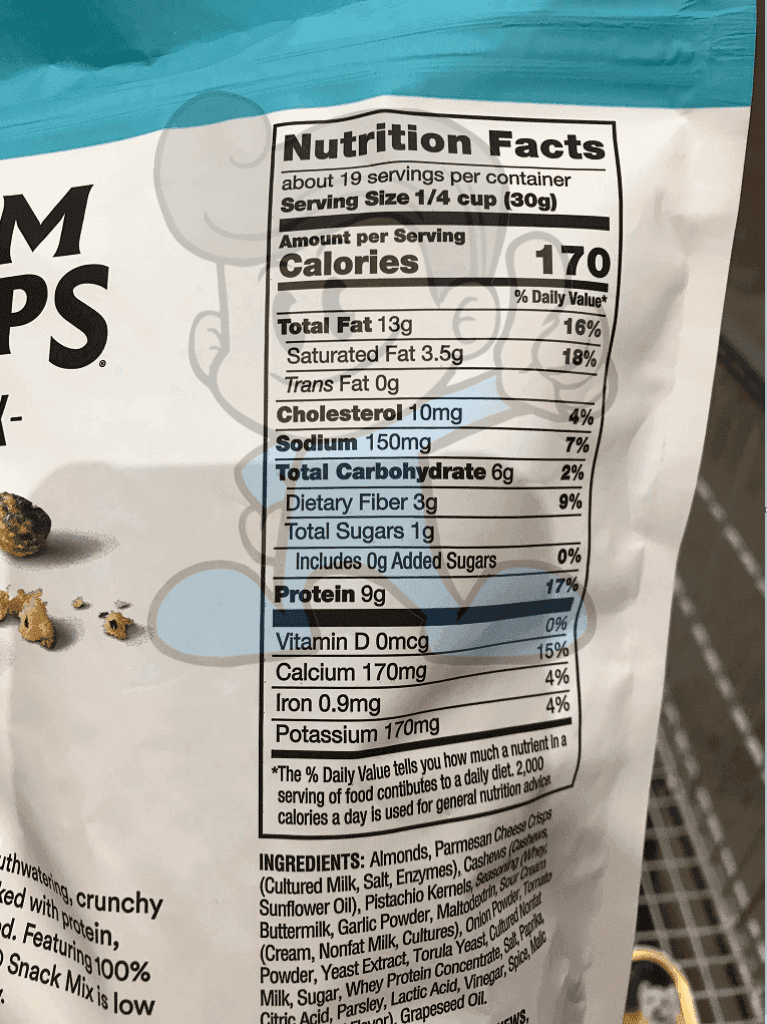 M
PS®
Nutrition Facts
about 19 servings per container
Serving Size 1/4 cup (30g)
Amount per Serving
Calories 170
% Daily Value*
Total Fat 13g 16%
Saturated Fat 3.5g 18%
Trans Fat 0g
Cholesterol 10mg 4%
Sodium 150mg 7%
Total Carbohydrate 6g 2%
Dietary Fiber 3g 9%
Total Sugars 1g
Includes 0g Added Sugars 0%
Protein 9g 17%
Vitamin D 0mcg 0%
Calcium 170mg 15%
Iron 0.9mg 4%
Potassium 170mg 4%
*The % Daily Value tells you how much a nutrient in a
serving of food contibutes to a daily diet. 2,000
calories a day is used for general nutrition advice.
INGREDIENTS: Almonds, Parmesan Cheese Crisps
(Cultured Milk, Salt, Enzymes), Cashews (Cashews,
Sunflower Oil), Pistachio Kernels, Seasoning (Whey,
Buttermilk, Garlic Powder, Maltodextrin, Sour Cream
(Cream, Nonfat Milk, Cultures), Onion Powder, Tomato
Powder, Yeast Extract, Torula Yeast, Cultured Nonfat
Milk, Sugar, Whey Protein Concentrate, Salt, Paprika,
Citric Acid, Parsley, Lactic Acid, Vinegar, Spice, Malic
Flavor), Grapeseed Oil.
EWS,
uthwatering, crunchy
ked with protein,
d. Featuring 100%
Snack Mix is low